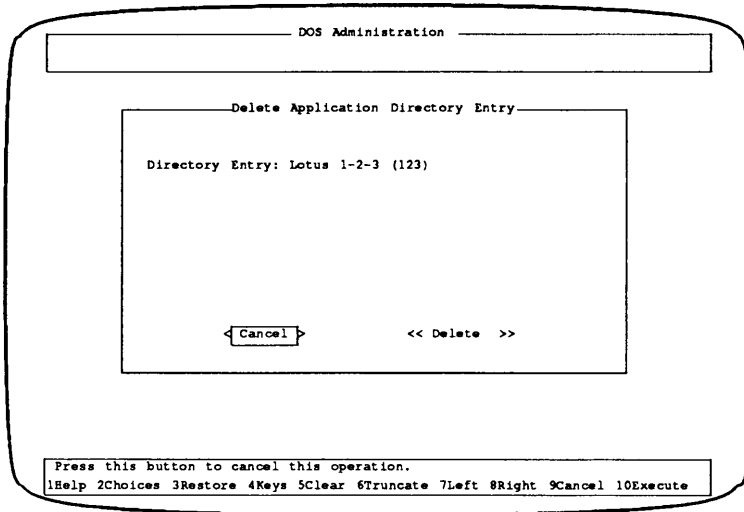 DOS Administration
Delete Application Directory Entry
Directory Entry: Lotus 1-2-3 (123)
< Cancel > << Delete >>
Press this button to cancel this operation.
1Help 2Choices 3Restore 4Keys 5Clear 6Truncate 7Left 8Right 9Cancel 10Execute